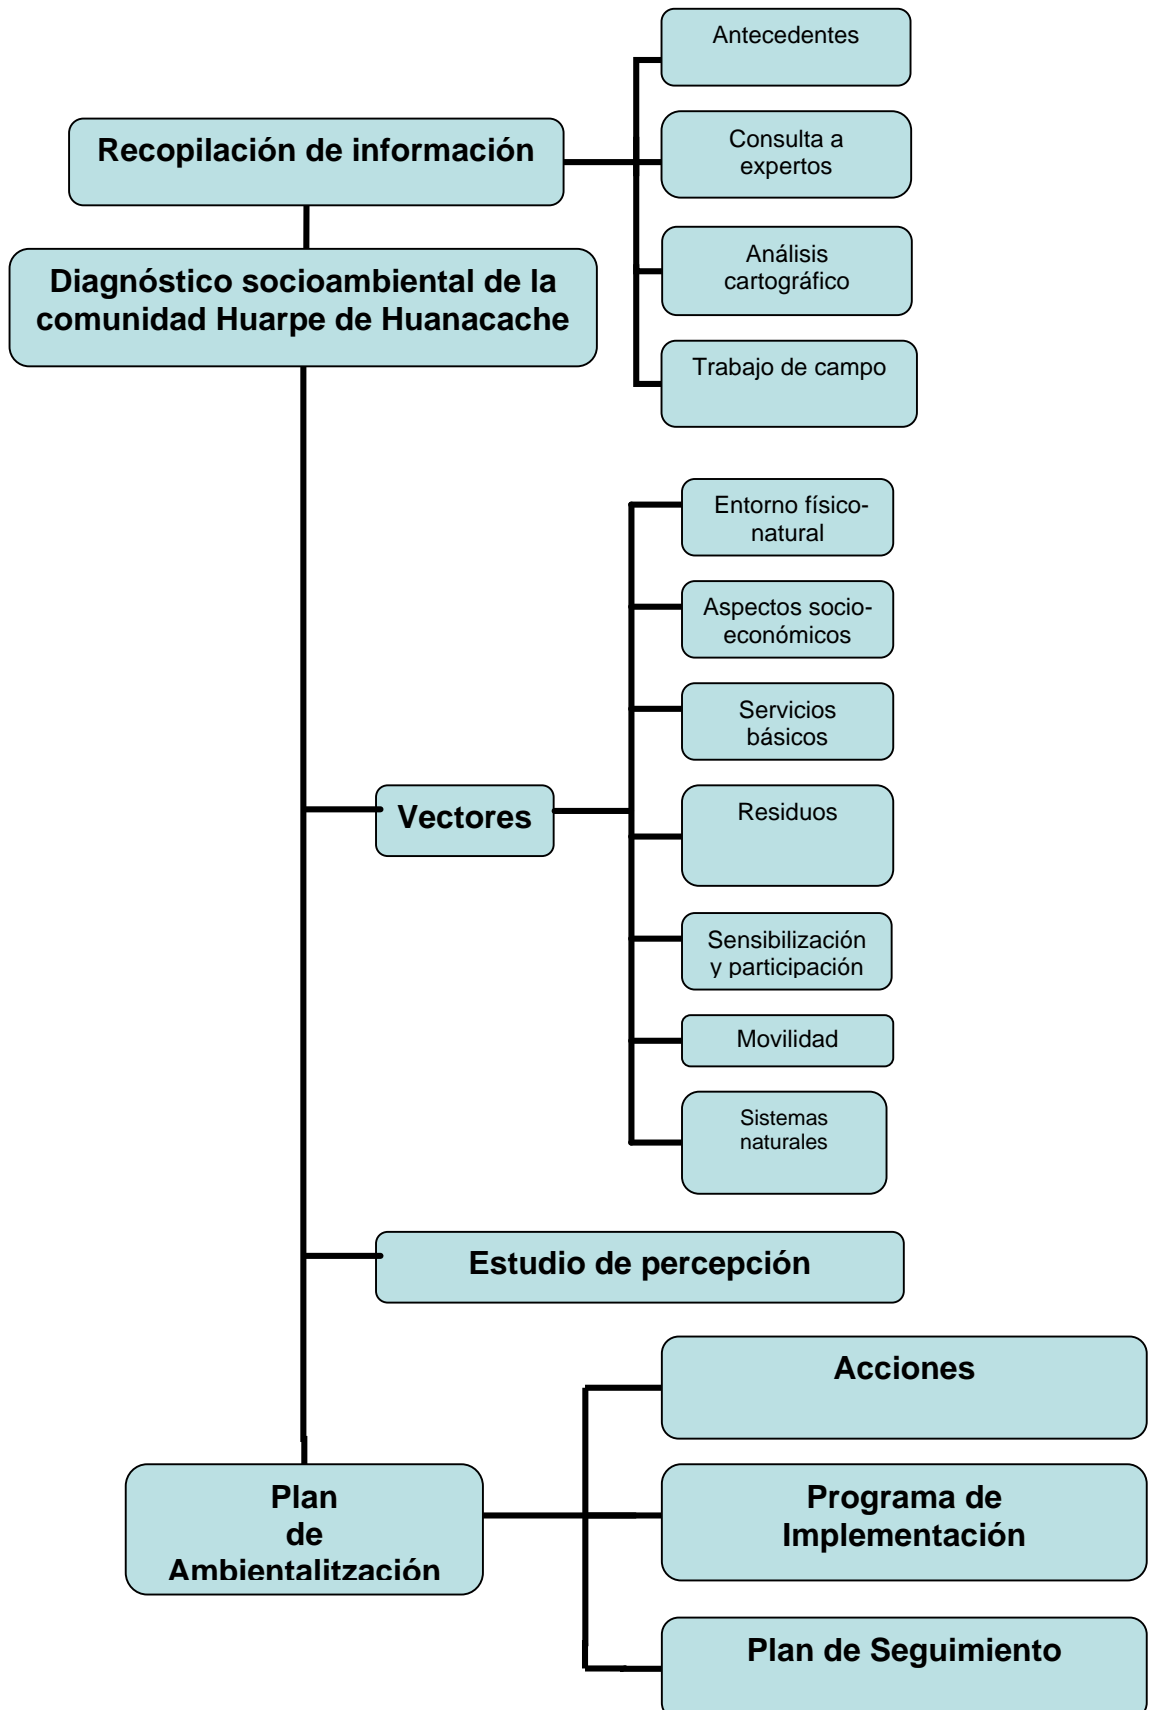 Recopilación de información
Antecedentes
Consulta a
expertos
Análisis
cartográfico
Trabajo de campo
Diagnóstico socioambiental de la
comunidad Huarpe de Huanacache
Vectores
Entorno físico-
natural
Aspectos socio-
económicos
Servicios
básicos
Residuos
Sensibilización
y participación
Movilidad
Sistemas
naturales
Estudio de percepción
Plan
de
Ambientalitzación
Acciones
Programa de
Implementación
Plan de Seguimiento